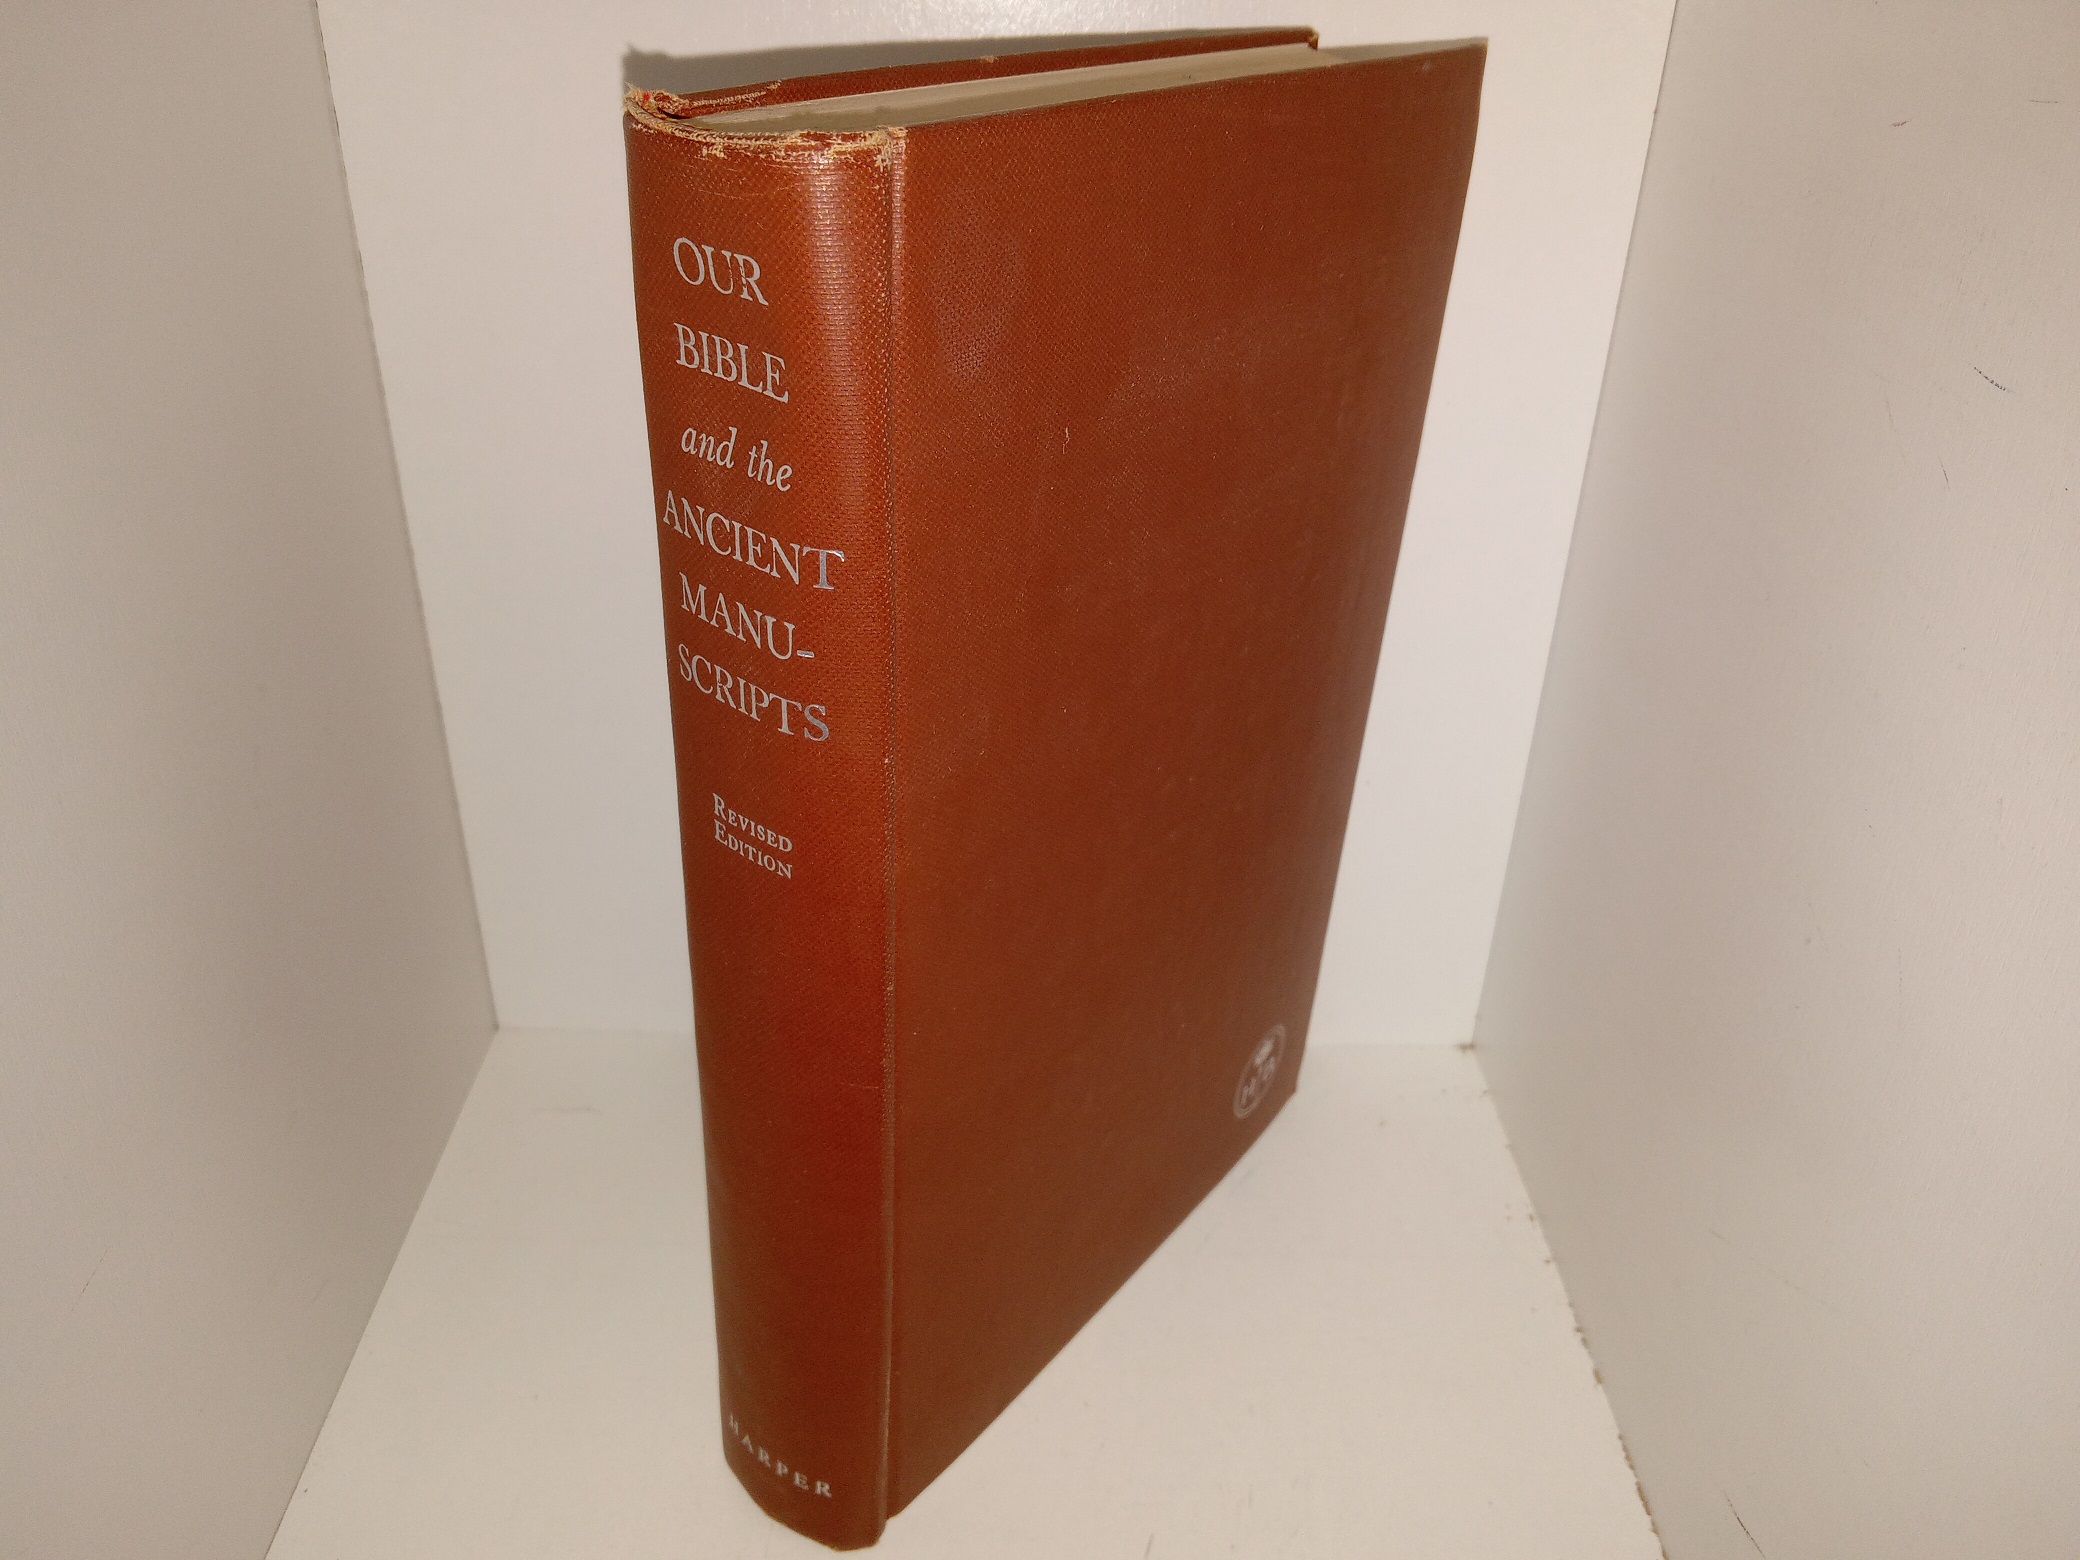 OUR
BIBLE
and the
ANCIENT
MANU-
SCRIPTS
REVISED
EDITION
HARPER